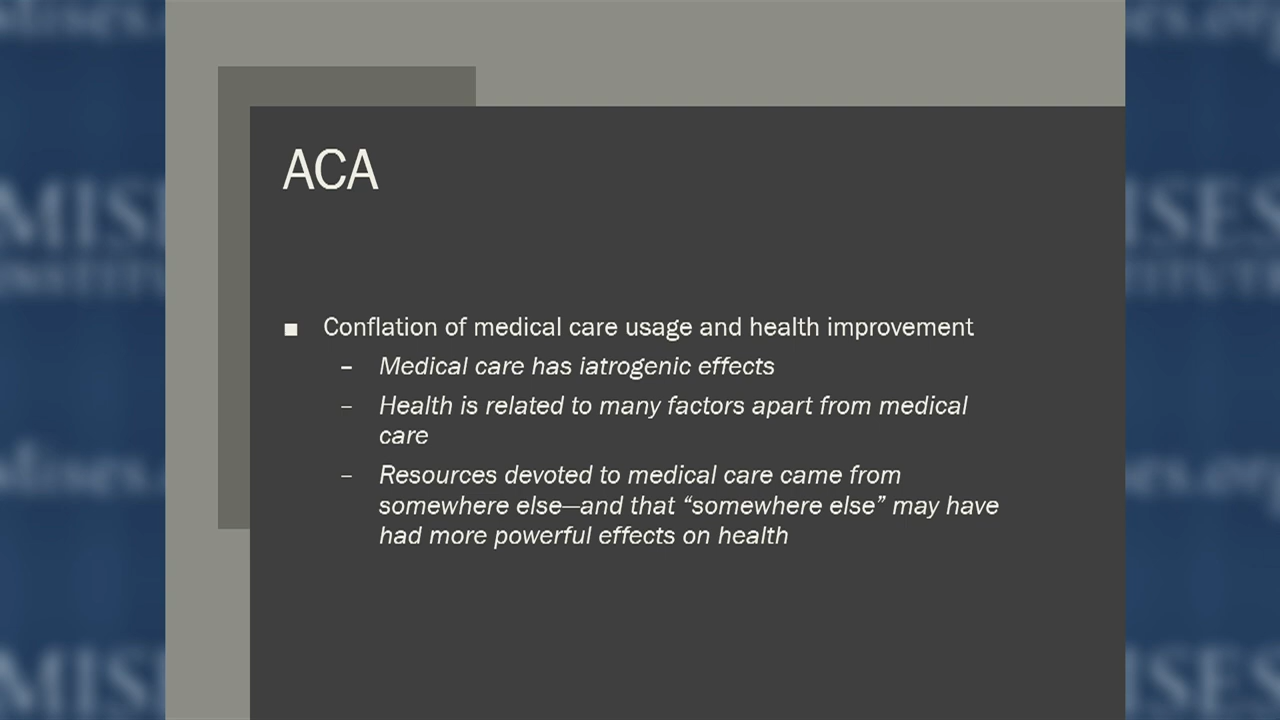 ACA
■ Conflation of medical care usage and health improvement
– Medical care has iatrogenic effects
– Health is related to many factors apart from medical
care
– Resources devoted to medical care came from
somewhere else—and that “somewhere else” may have
had more powerful effects on health